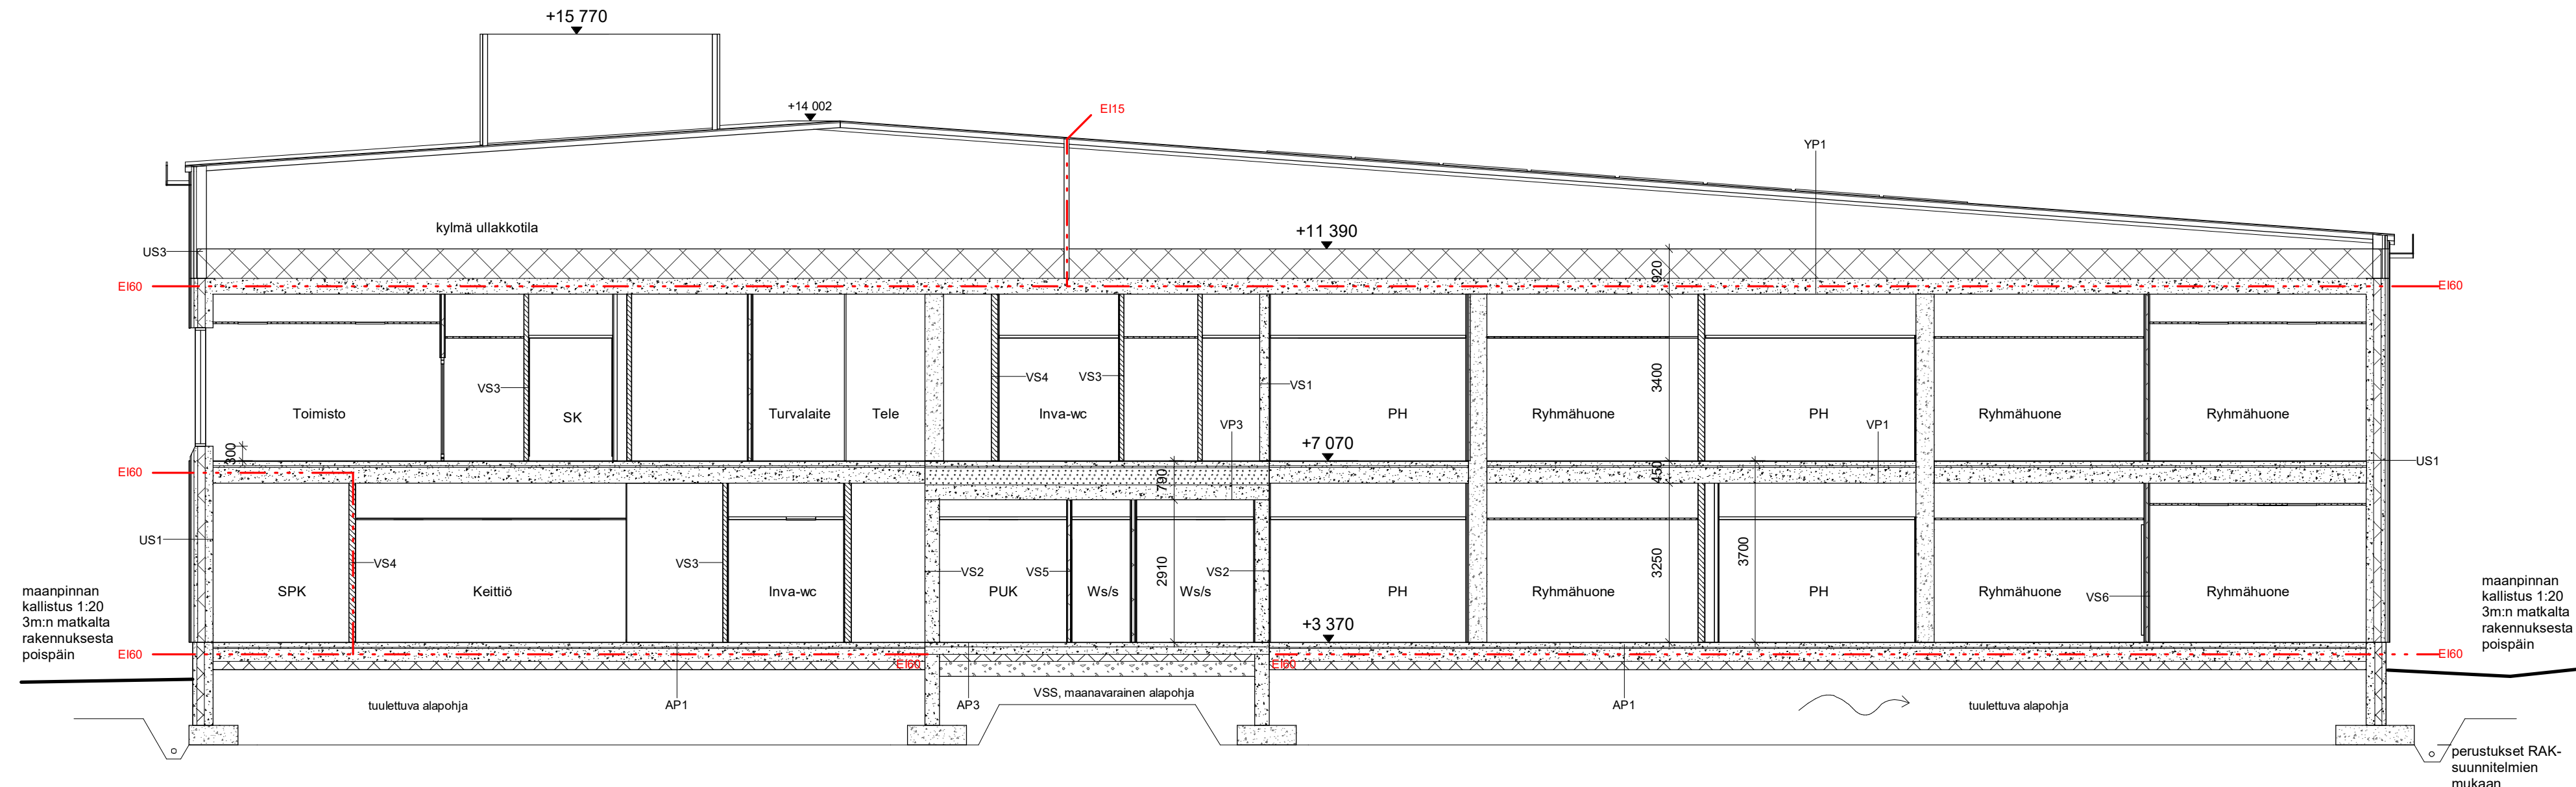 +15 770
+14 002
EI15
YP1
kylmä ullakkotila
+11 390
US3
920
EI60
EI60
3400
VS3
VS4
VS3
VS1
Toimisto
SK
Turvalaite
Tele
Inva-wc
PH
Ryhmähuone
PH
Ryhmähuone
Ryhmähuone
VP3
VP1
300
+7 070
EI60
790
450
US1
US1
VS4
VS3
VS2
VS5
2910
VS2
3250
3700
SPK
Keittiö
Inva-wc
PUK
Ws/s
Ws/s
PH
Ryhmähuone
PH
Ryhmähuone
VS6
Ryhmähuone
maanpinnan
kallistus 1:20
3m:n matkalta
rakennuksesta
poispäin
maanpinnan
kallistus 1:20
3m:n matkalta
rakennuksesta
poispäin
+3 370
EI60
EI60
EI60
EI60
VSS, maanavarainen alapohja
tuulettuva alapohja
AP1
AP3
AP1
tuulettuva alapohja
perustukset RAK-
suunnitelmien
mukaan